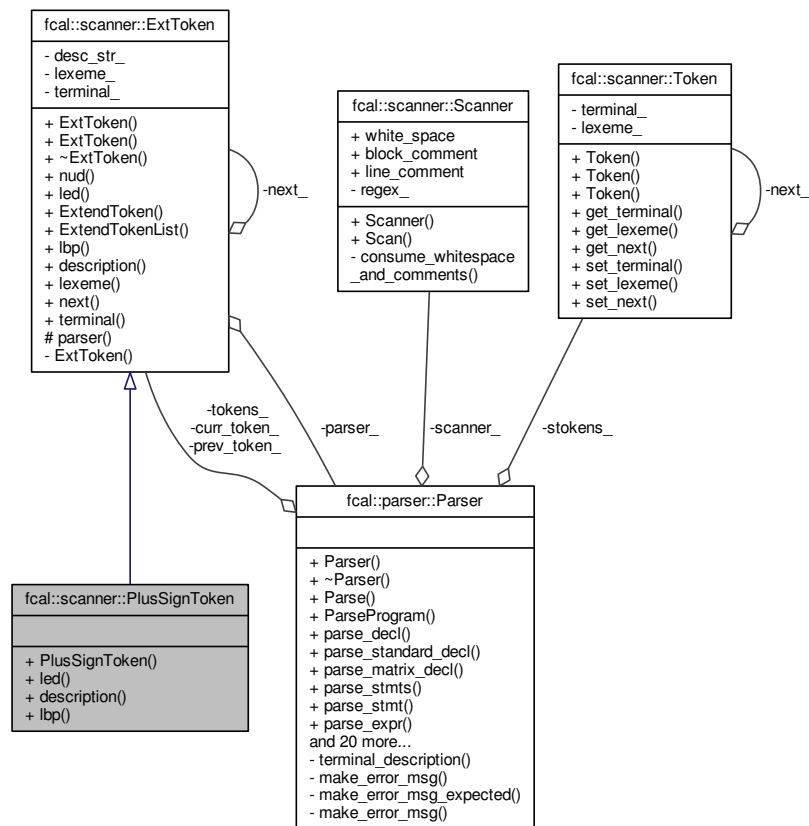 fcal::scanner::ExtToken
- desc_str_
- lexeme_
- terminal_
+ ExtToken()
+ ExtToken()
+ ~ExtToken()
+ nud()
+ led()
+ ExtendToken()
+ ExtendTokenList()
+ lbp()
+ description()
+ lexeme()
+ next()
+ terminal()
# parser()
- ExtToken()
-next_
fcal::scanner::Scanner
+ white_space
+ block_comment
+ line_comment
- regex_
+ Scanner()
+ Scan()
- consume_whitespace
_and_comments()
fcal::scanner::Token
- terminal_
- lexeme_
+ Token()
+ Token()
+ Token()
+ get_terminal()
+ get_lexeme()
+ get_next()
+ set_terminal()
+ set_lexeme()
+ set_next()
-next_
-tokens_
-curr_token_
-prev_token_
-parser_
-scanner_
-stokens_
fcal::scanner::PlusSignToken
+ PlusSignToken()
+ led()
+ description()
+ lbp()
fcal::parser::Parser
+ Parser()
+ ~Parser()
+ Parse()
+ ParseProgram()
+ parse_decl()
+ parse_standard_decl()
+ parse_matrix_decl()
+ parse_stmts()
+ parse_stmt()
+ parse_expr()
and 20 more...
- terminal_description()
- make_error_msg()
- make_error_msg_expected()
- make_error_msg()